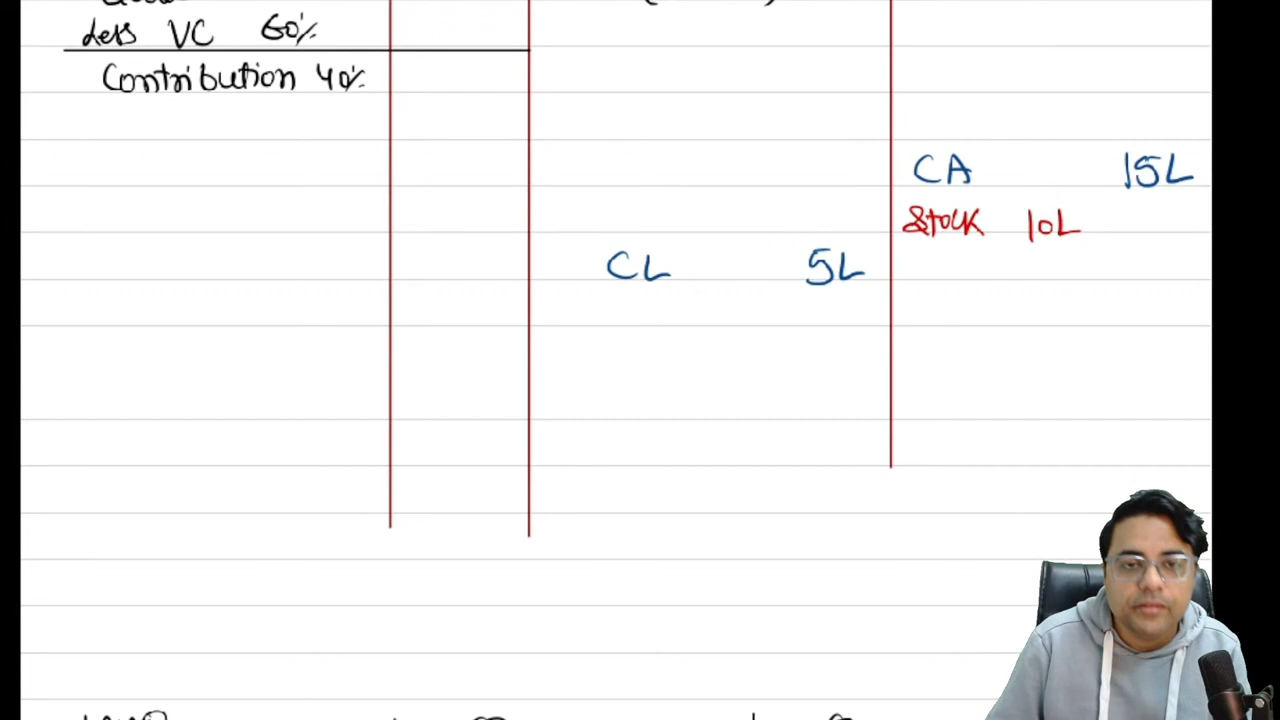 Less VC 60%
Contribution 40%
CA 15L
Stock 10L
CL 5L